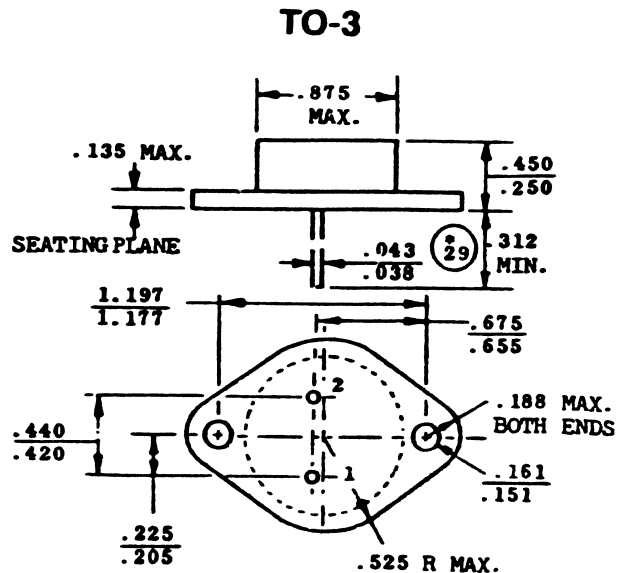 TO-3
.875
MAX.
.135 MAX.
.450
.250
SEATING PLANE
.043
.038
*
29
.312
MIN.
1.197
1.177
.675
.655
2
.188 MAX.
BOTH ENDS
.440
.420
1
.161
.151
.225
.205
.525 R MAX.